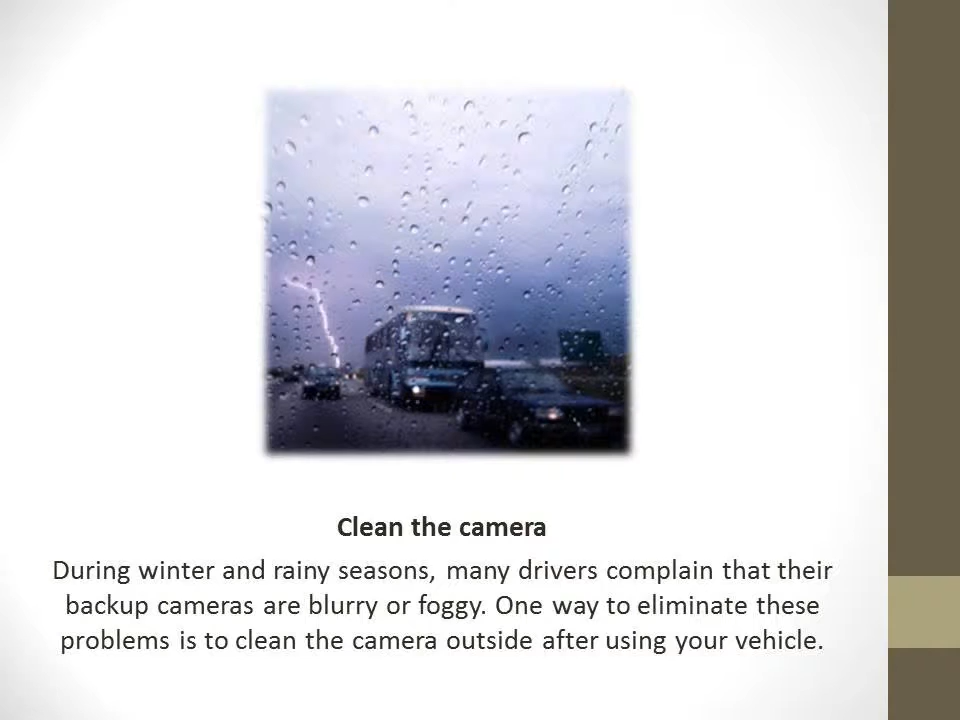 Clean the camera
During winter and rainy seasons, many drivers complain that their
backup cameras are blurry or foggy. One way to eliminate these
problems is to clean the camera outside after using your vehicle.